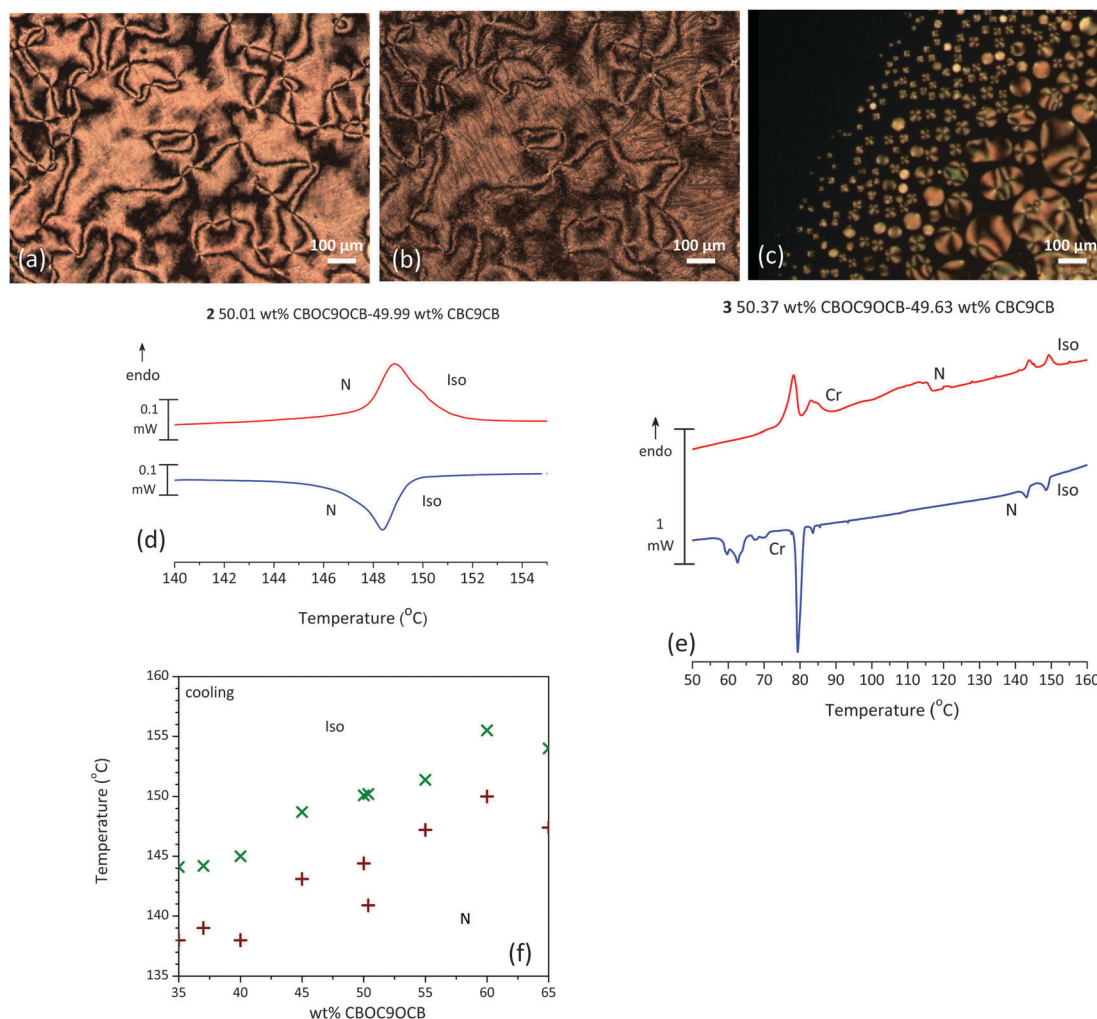 (a)
100 µm
(b)
100 µm
(c)
100 µm
2 50.01 wt% CBOC9OCB-49.99 wt% CBC9CB
endo
0.1
mW
N
Iso
0.1
mW
N
Iso
(d)
140 142 144 146 148 150 152 154
Temperature (°C)
3 50.37 wt% CBOC9OCB-49.63 wt% CBC9CB
Iso
N
Cr
endo
1
mW
Cr
N
Iso
(e)
50 60 70 80 90 100 110 120 130 140 150 160
Temperature (°C)
160
155
150
145
140
135
Temperature (°C)
cooling
Iso
N
(f)
35 40 45 50 55 60 65
wt% CBOC9OCB